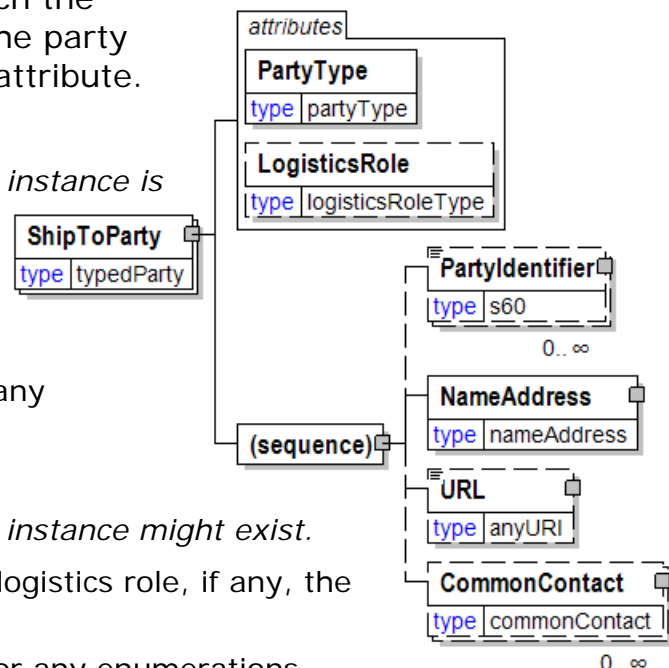 ch the
he party
attribute.
instance is
any
instance might exist.
logistics role, if any, the
or any enumerations
attributes
PartyType
type partyType
LogisticsRole
type logisticsRoleType
ShipToParty
type typedParty
PartyIdentifier
type s60
0..∞
NameAddress
type nameAddress
(sequence)
URL
type anyURI
CommonContact
type commonContact
0..∞